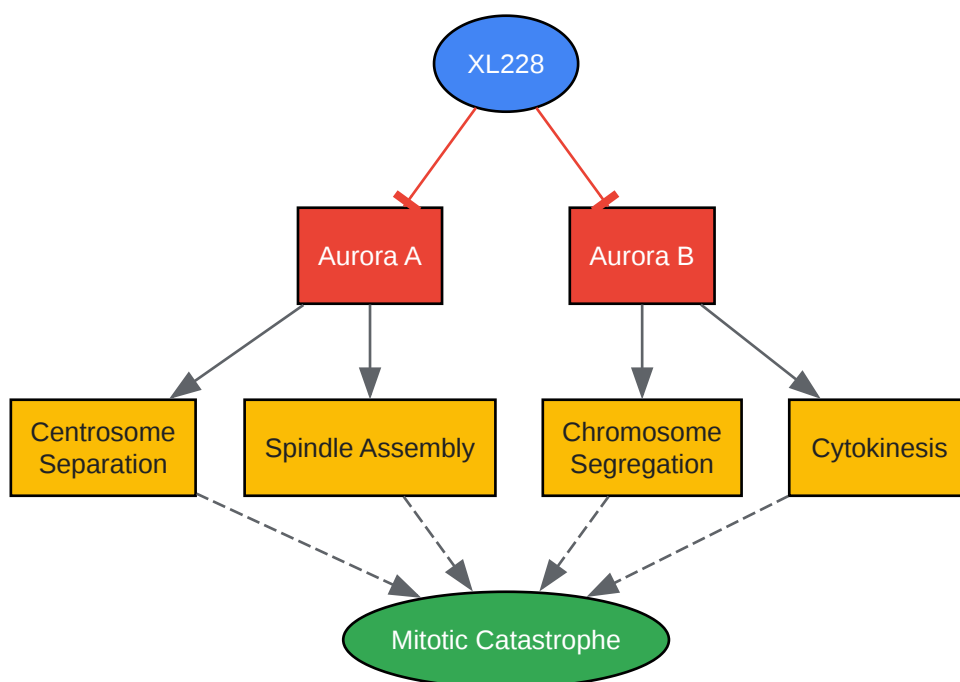 XL228
Aurora A
Aurora B
Centrosome
Separation
Spindle Assembly
Chromosome
Segregation
Cytokinesis
Mitotic Catastrophe